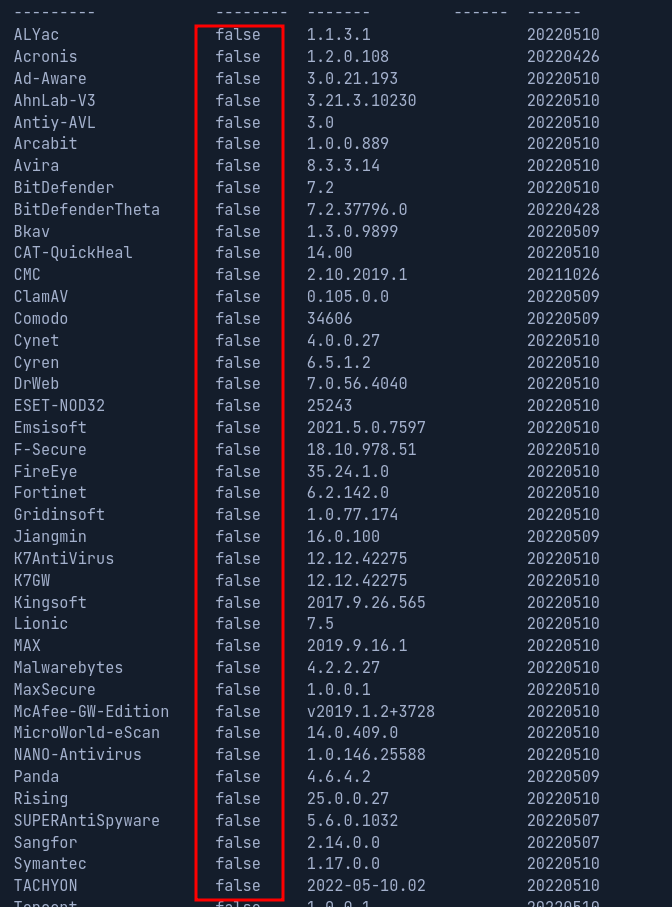 --------- -------- ------- ------ ------
ALYac false 1.1.3.1 20220510
Acronis false 1.2.0.108 20220426
Ad-Aware false 3.0.21.193 20220510
AhnLab-V3 false 3.21.3.10230 20220510
Antiy-AVL false 3.0 20220510
Arcabit false 1.0.0.889 20220510
Avira false 8.3.3.14 20220510
BitDefender false 7.2 20220510
BitDefenderTheta false 7.2.37796.0 20220428
Bkav false 1.3.0.9899 20220509
CAT-QuickHeal false 14.00 20220510
CMC false 2.10.2019.1 20211026
ClamAV false 0.105.0.0 20220509
Comodo false 34606 20220509
Cynet false 4.0.0.27 20220510
Cyren false 6.5.1.2 20220510
DrWeb false 7.0.56.4040 20220510
ESET-NOD32 false 25243 20220510
Emsisoft false 2021.5.0.7597 20220510
F-Secure false 18.10.978.51 20220510
FireEye false 35.24.1.0 20220510
Fortinet false 6.2.142.0 20220510
Gridinsoft false 1.0.77.174 20220510
Jiangmin false 16.0.100 20220509
K7AntiVirus false 12.12.42275 20220510
K7GW false 12.12.42275 20220510
Kingsoft false 2017.9.26.565 20220510
Lionic false 7.5 20220510
MAX false 2019.9.16.1 20220510
Malwarebytes false 4.2.2.27 20220510
MaxSecure false 1.0.0.1 20220510
McAfee-GW-Edition false v2019.1.2+3728 20220510
MicroWorld-eScan false 14.0.409.0 20220510
NANO-Antivirus false 1.0.146.25588 20220510
Panda false 4.6.4.2 20220509
Rising false 25.0.0.27 20220510
SUPERAntiSpyware false 5.6.0.1032 20220507
Sangfor false 2.14.0.0 20220507
Symantec false 1.17.0.0 20220510
TACHYON false 2022-05-10.02 20220510
Tencent false 1.0.0.1 20220510